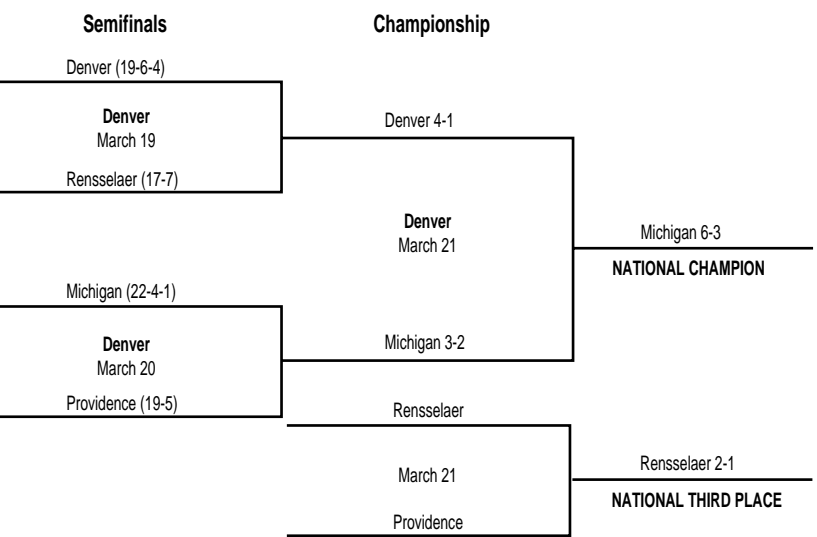 Semifinals
Championship
Denver (19-6-4)
Denver
March 19
Rensselaer (17-7)
Denver 4-1
Denver
March 21
Michigan 6-3
NATIONAL CHAMPION
Michigan (22-4-1)
Denver
March 20
Providence (19-5)
Michigan 3-2
Rensselaer
March 21
Providence
Rensselaer 2-1
NATIONAL THIRD PLACE